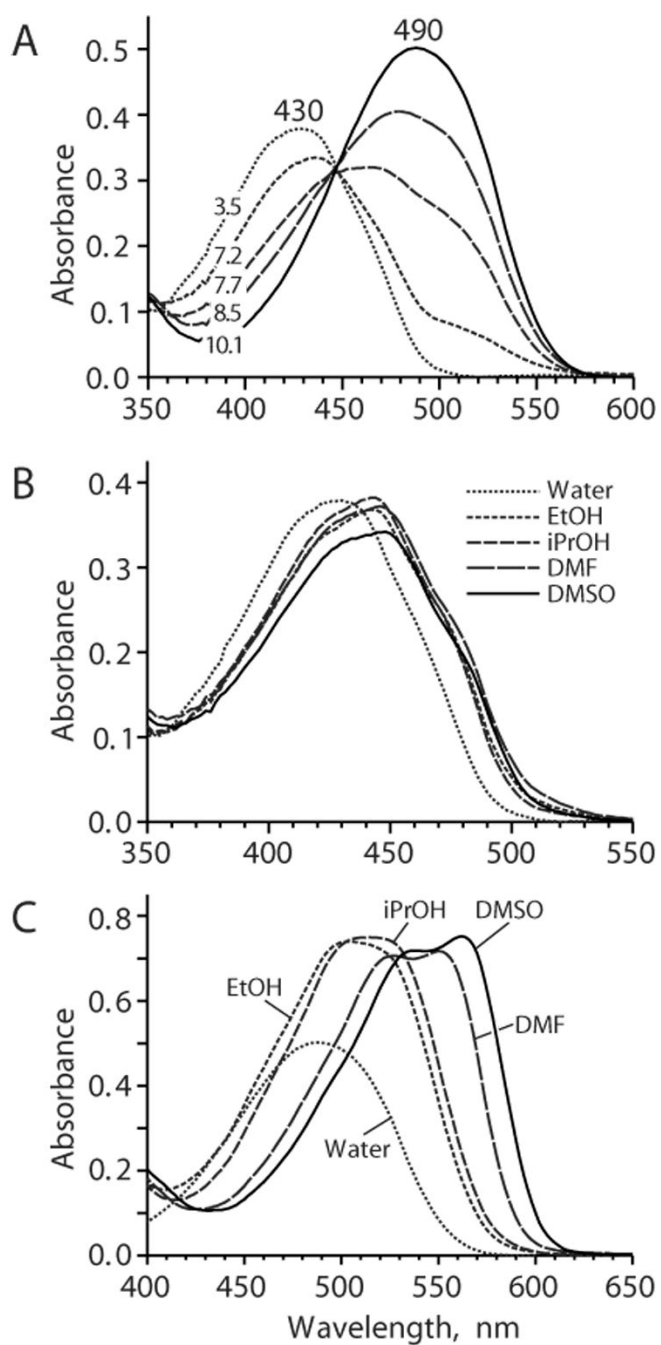 A
490
430
0.5
0.4
0.3
0.2
0.1
0.0
Absorbance
3.5
7.2
7.7
8.5
10.1
350 400 450 500 550 600
B
0.4
0.3
0.2
0.1
0.0
Absorbance
Water
EtOH
iPrOH
DMF
DMSO
350 400 450 500 550
C
0.8
0.6
0.4
0.2
0.0
Absorbance
iPrOH
DMSO
EtOH
DMF
Water
400 450 500 550 600 650
Wavelength, nm